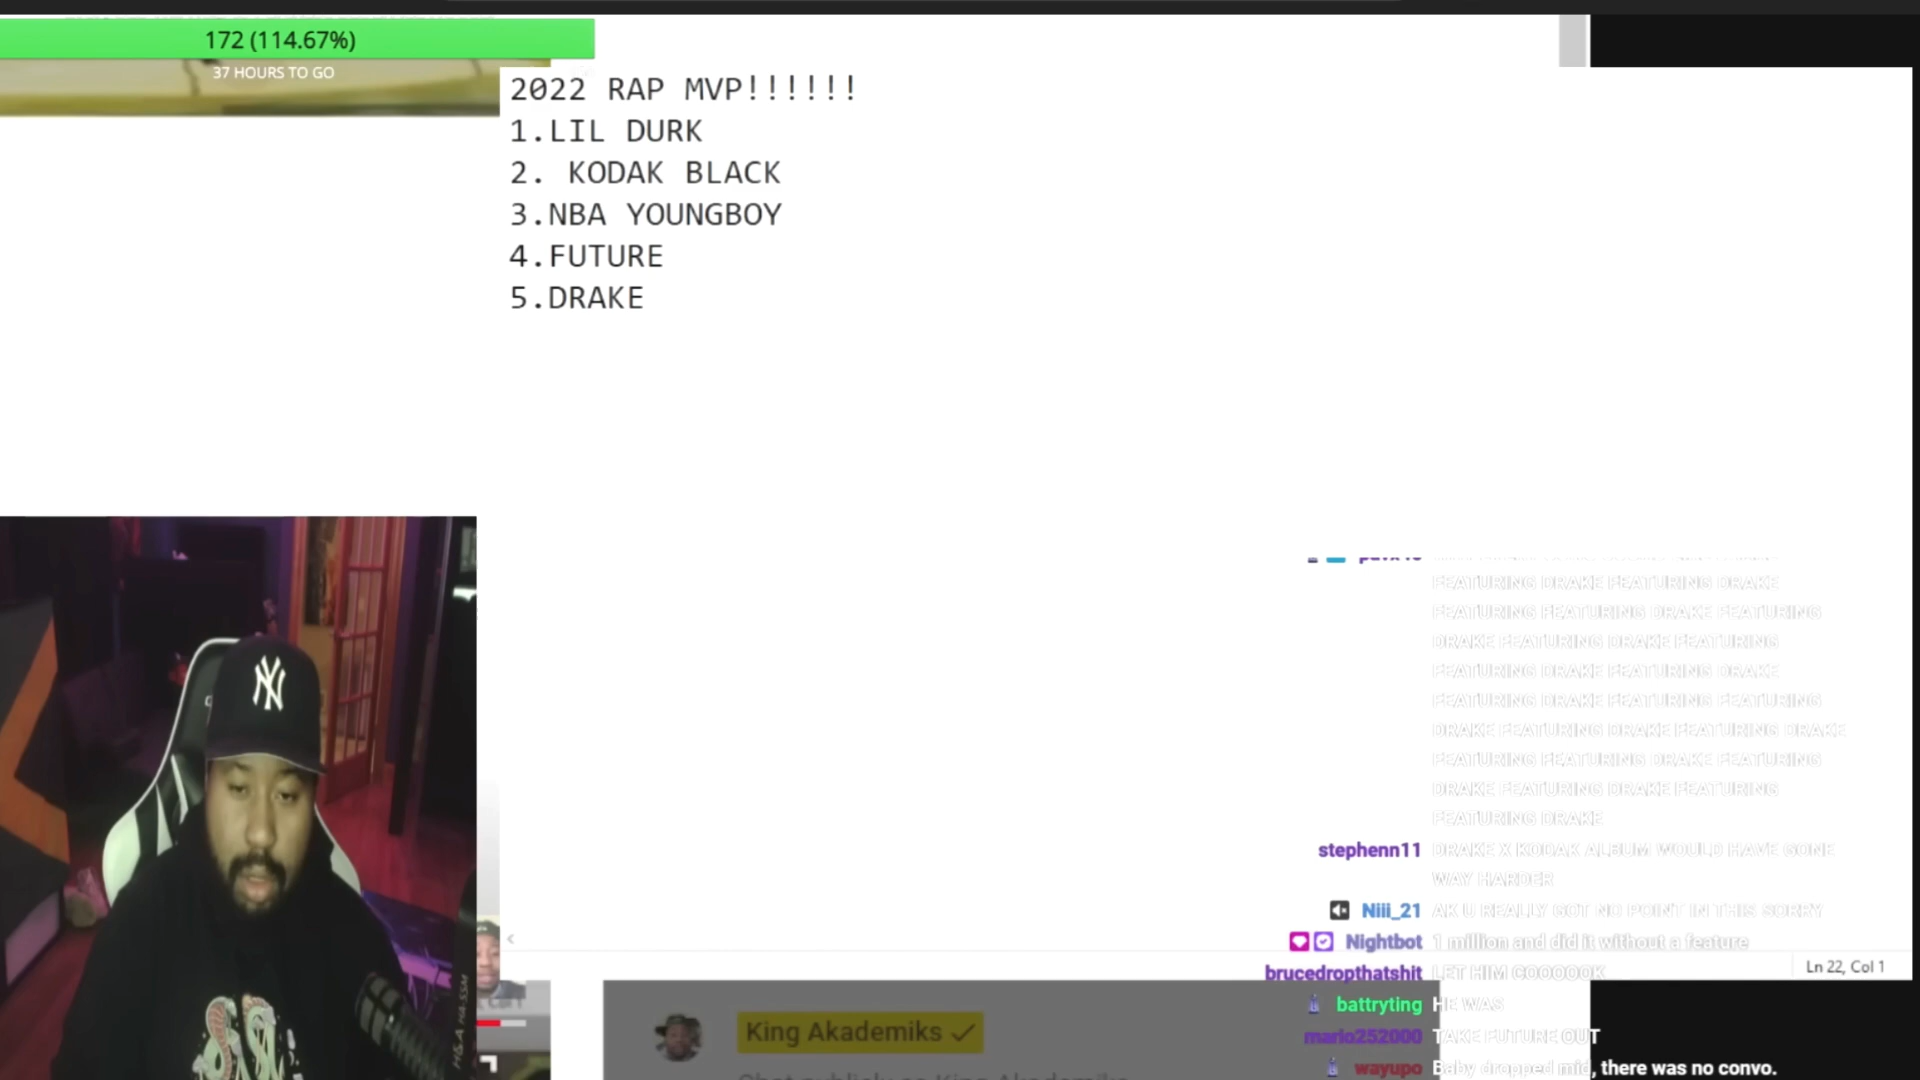 172 (114.67%)
37 HOURS TO GO
2022 RAP MVP!!!!!!
1.LIL DURK
2. KODAK BLACK
3.NBA YOUNGBOY
4.FUTURE
5.DRAKE
NY
FEATURING DRAKE FEATURING DRAKE
FEATURING FEATURING DRAKE FEATURING
DRAKE FEATURING DRAKE FEATURING
FEATURING DRAKE FEATURING DRAKE
FEATURING DRAKE FEATURING FEATURING
DRAKE FEATURING DRAKE FEATURING DRAKE
FEATURING FEATURING DRAKE FEATURING
DRAKE FEATURING DRAKE FEATURING
FEATURING DRAKE
stephenn11 DRAKE X KODAK ALBUM WOULD HAVE GONE
WAY HARDER
Niii_21 AK U REALLY GOT NO POINT IN THIS SORRY
Nightbot 1 million and did it without a feature
brucedropthatshit LET HIM COOOOOK
Ln 22, Col 1
battryting HE WAS
mario252000 TAKE FUTURE OUT
wayupo Baby dropped mid, there was no convo.
King Akademiks